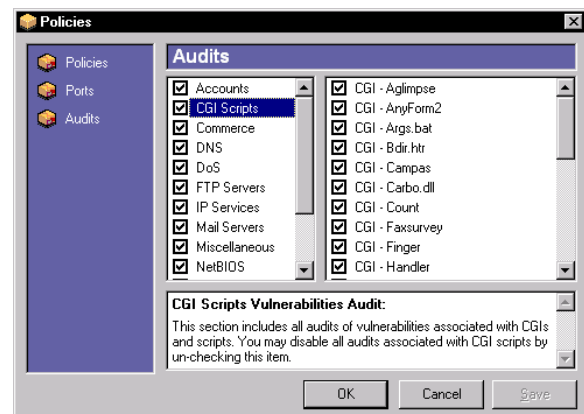 Policies
Policies
Ports
Audits
Audits
Accounts
CGI Scripts
Commerce
DNS
DoS
FTP Servers
IP Services
Mail Servers
Miscellaneous
NetBIOS
CGI - Aglimpse
CGI - AnyForm2
CGI - Args.bat
CGI - Bdir.htr
CGI - Campas
CGI - Carbo.dll
CGI - Count
CGI - Faxsurvey
CGI - Finger
CGI - Handler
CGI Scripts Vulnerabilities Audit:
This section includes all audits of vulnerabilities associated with CGIs
and scripts. You may disable all audits associated with CGI scripts by
un-checking this item.
OK
Cancel
Save